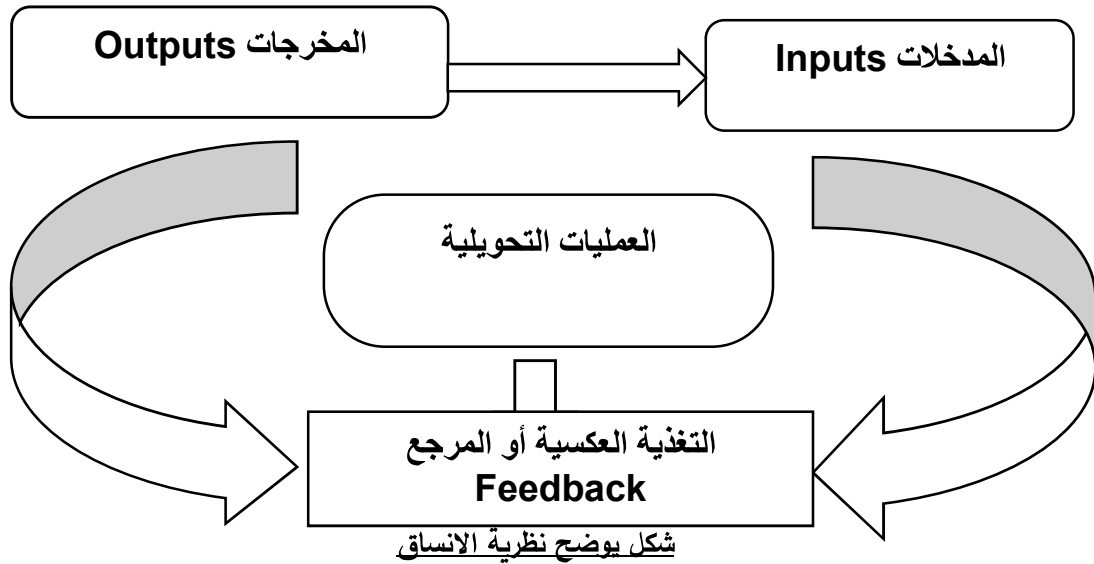 المدخلات Inputs
المخرجات Outputs
العمليات التحويلية
التغذية العكسية أو المرجع
Feedback
شكل يوضح نظرية الانساق